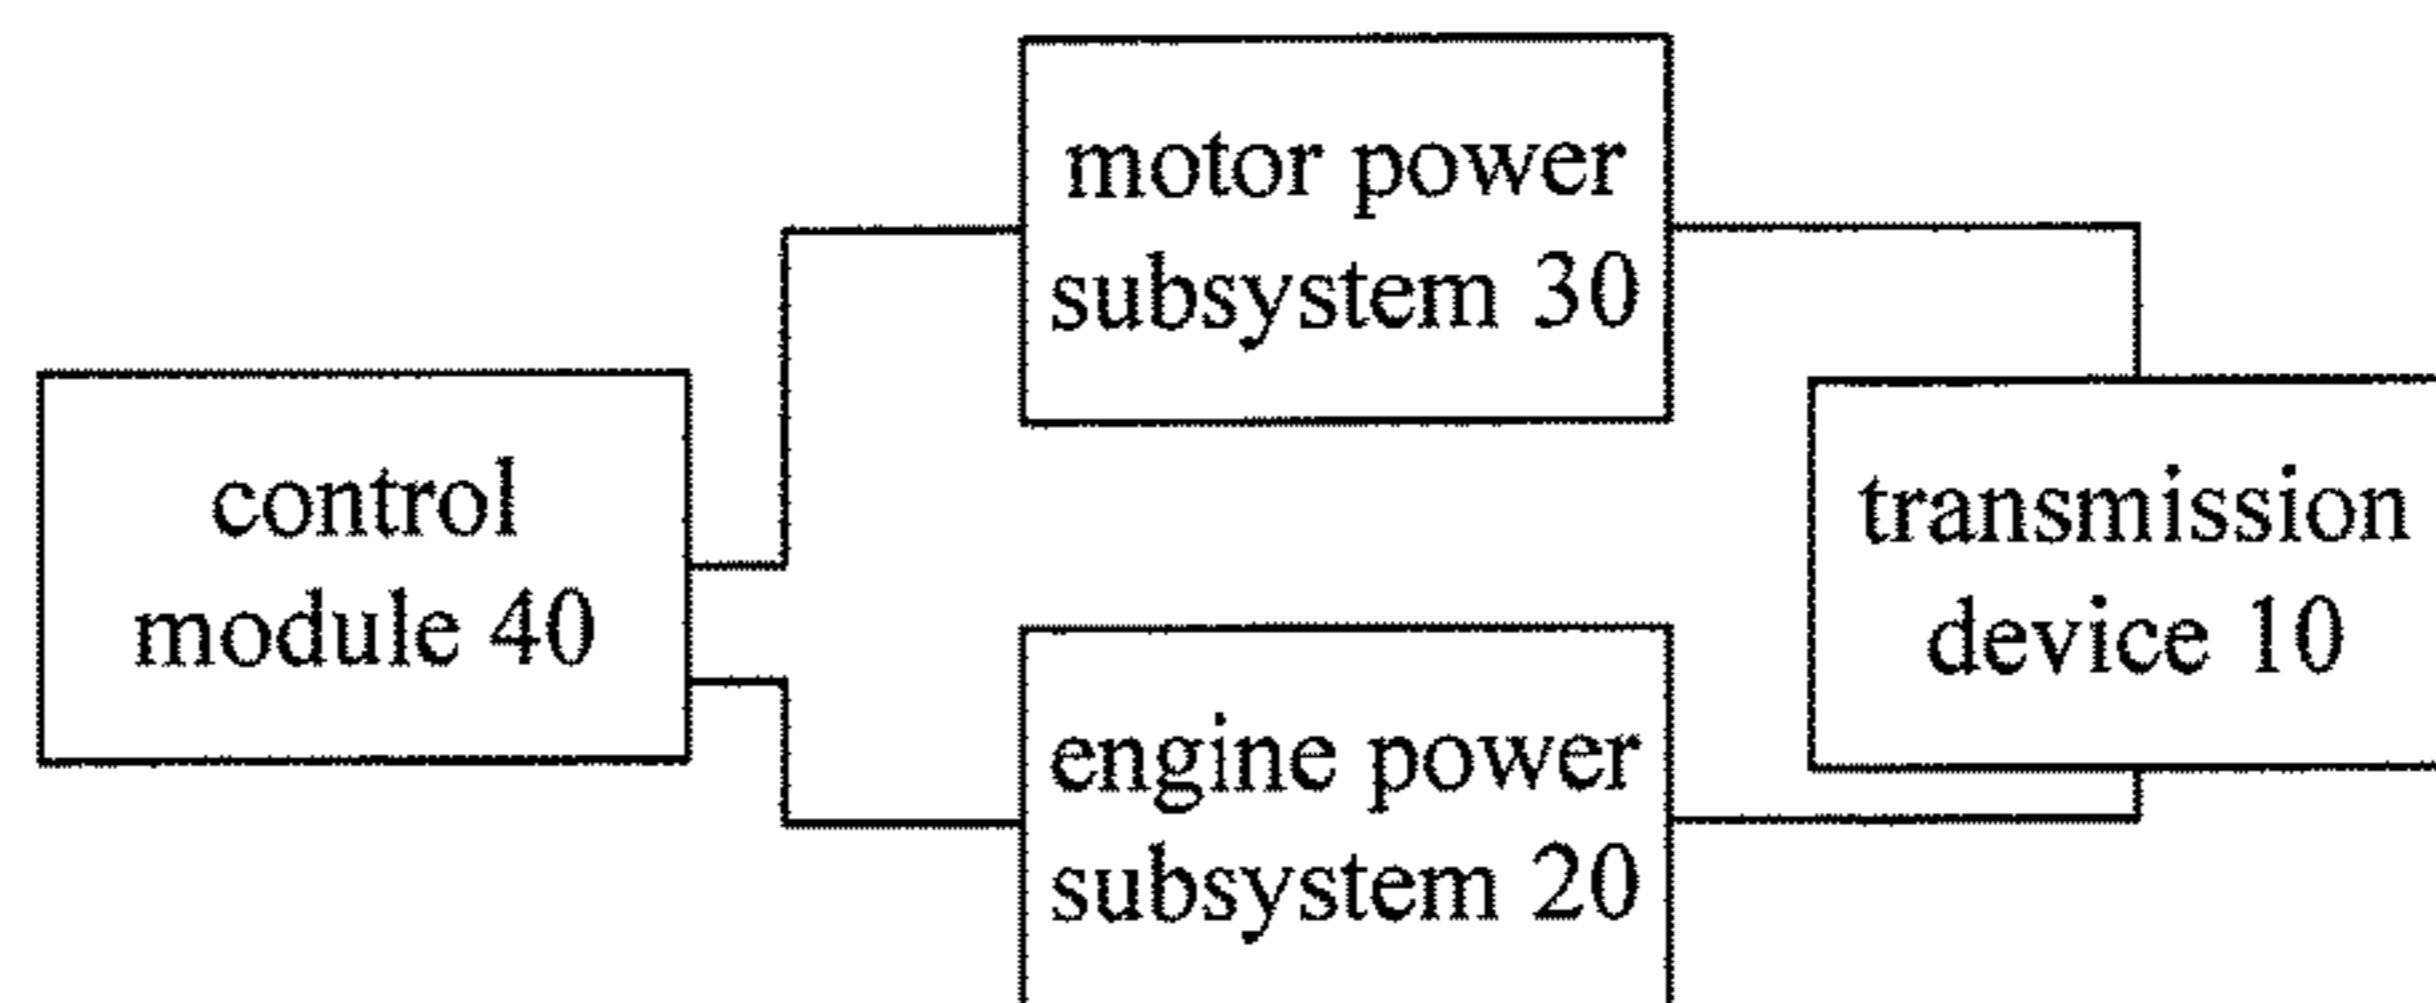 motor power
subsystem 30
control
module 40
transmission
device 10
engine power
subsystem 20